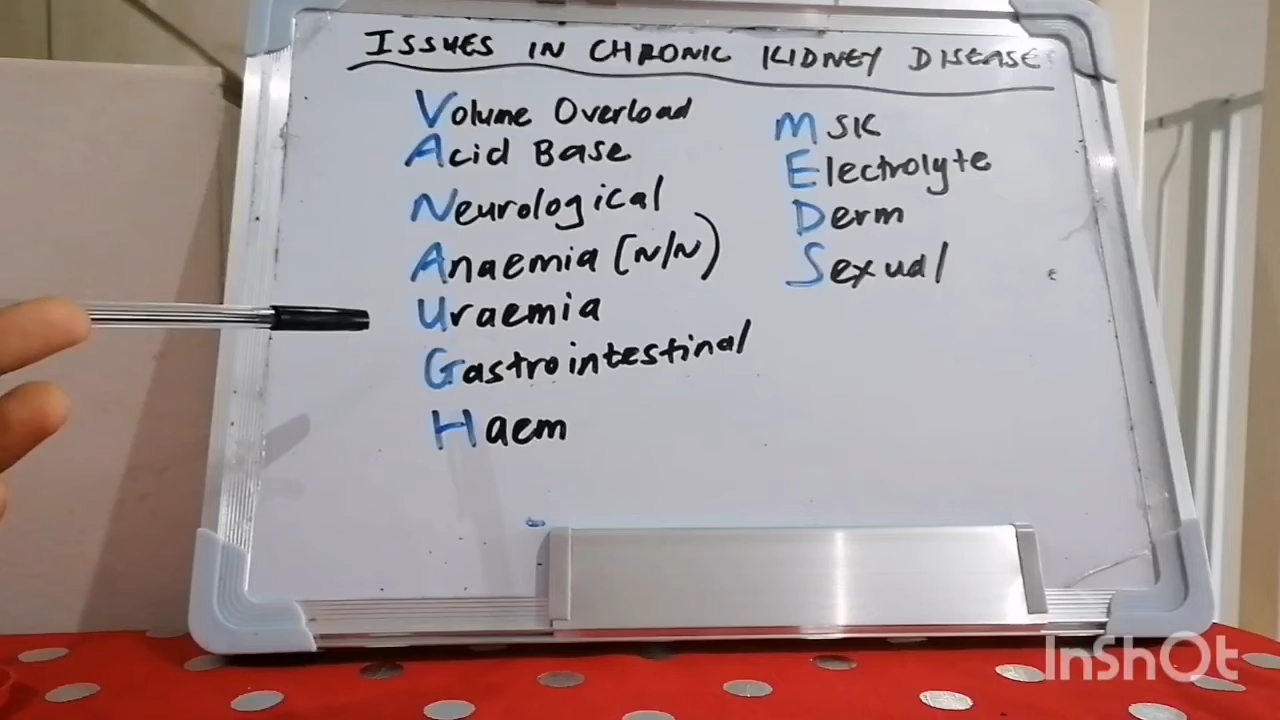 ISSUES IN CHRONIC KIDNEY DISEASE
Volume Overload
Acid Base
Neurological
Anaemia (N/N)
Uraemia
Gastrointestinal
Haem
MSK
Electrolyte
Derm
Sexual
InShOt